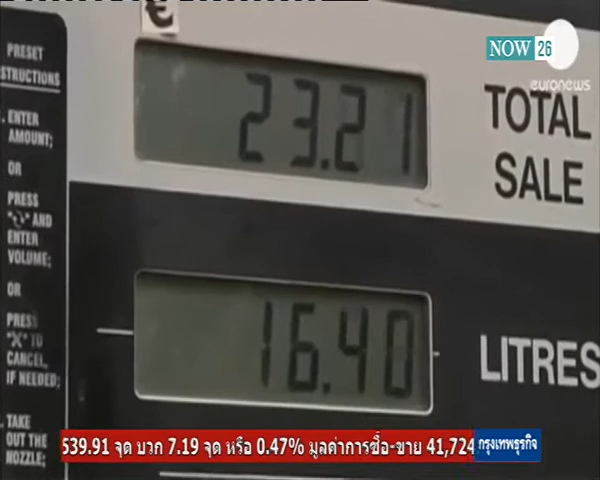 €
NOW 26
euronews
PRESET
STRUCTIONS
. ENTER
AMOUNT;
OR
PRESS
AND
ENTER
VOLUME;
OR
PRESS
"X" TO
CANCEL,
IF NEEDED;
. TAKE
OUT THE
NOZZLE;
23.21
TOTAL
SALE
16.40
LITRES
539.91 จุด บวก 7.19 จุด หรือ 0.47% มูลค่าการซื้อ-ขาย 41,724
กรุงเทพธุรกิจ